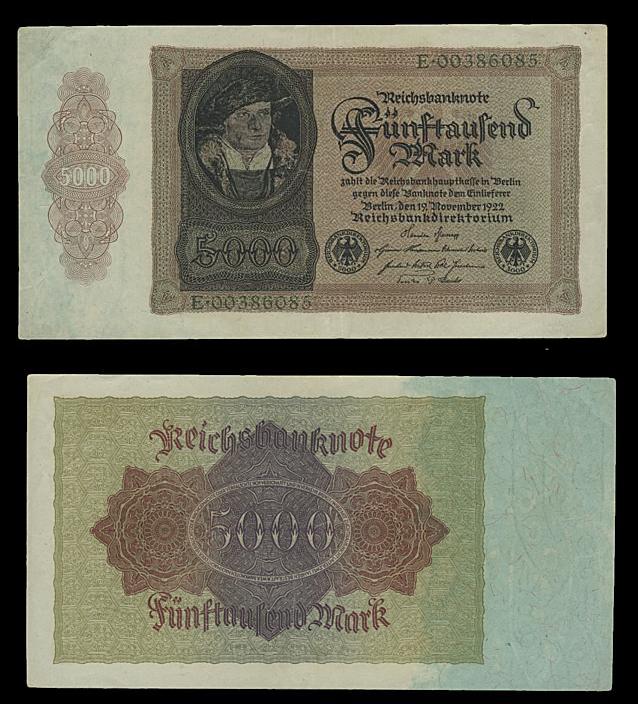 E·00386085
Reichsbanknote
Fünftausend
Mark
zahlt die Reichsbankhauptkasse in Berlin
gegen diese Banknote dem Einlieferer
Berlin, den 19. November 1922
Reichsbankdirektorium
5000
5000
E·00386085
Reichsbanknote
5000
Fünftausend Mark